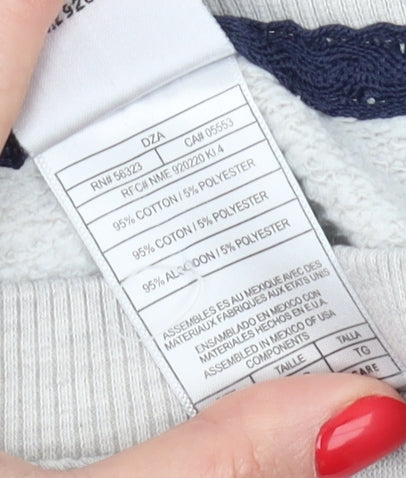 DZA
RN# 56323 CA# 05553
RFC# NME 920220 KI 4
95% COTTON / 5% POLYESTER
95% COTON / 5% POLYESTER
95% ALGODON / 5% POLYESTER
ASSEMBLES ES AU MEXIQUE AVEC DES
MATERIAUX FABRIQUES AUX ETATS UNIS
ENSAMBLADO EN MEXICO CON
MATERIALES HECHOS EN E.U.A.
ASSEMBLED IN MEXICO OF USA
COMPONENTS
TAILLE TALLA
TG